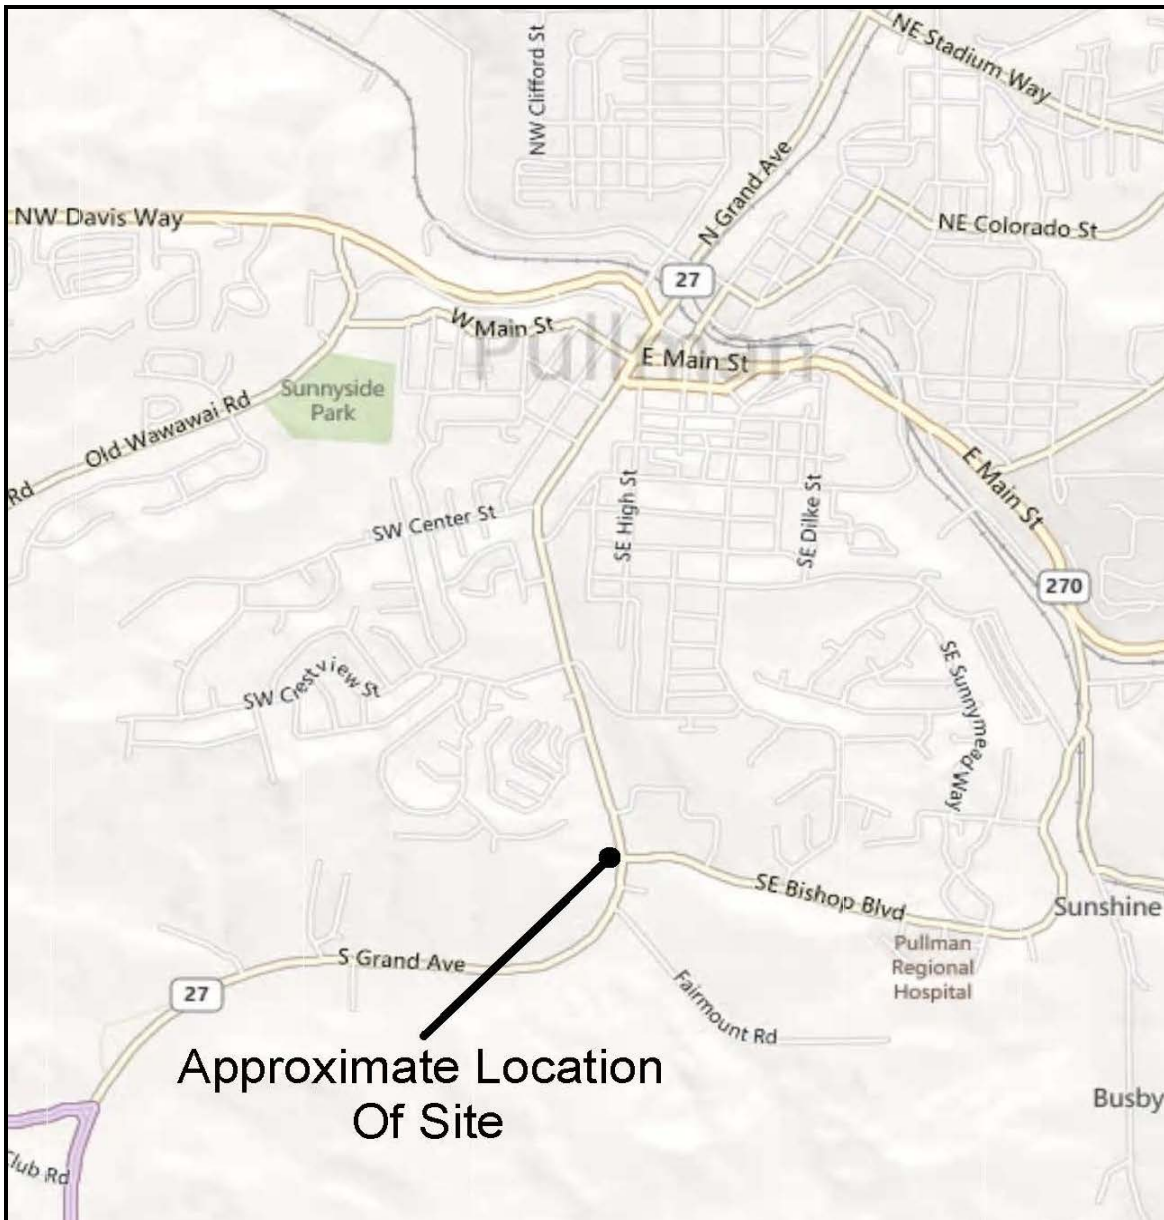 NE Stadium Way
NW Clifford St
N Grand Ave
NW Davis Way
NE Colorado St
27
W Main St
Pullman
E Main St
Sunnyside
Park
Old Wawawai Rd
Rd
E Main St
SW Center St
SE High St
SE Dilke St
270
SW Crestview St
SE Sunnymead Way
SE Bishop Blvd
Sunshine
Pullman
Regional
Hospital
S Grand Ave
27
Fairmount Rd
Approximate Location
Of Site
Busby
Club Rd